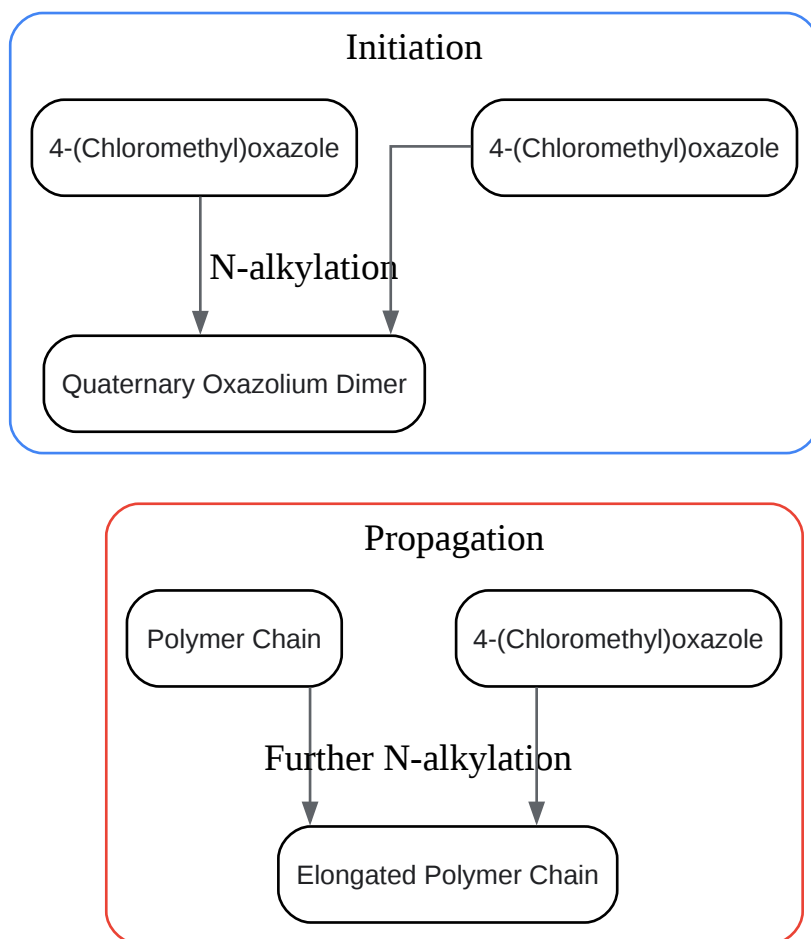 Initiation
4-(Chloromethyl)oxazole
4-(Chloromethyl)oxazole
N-alkylation
Quaternary Oxazolium Dimer
Propagation
Polymer Chain
4-(Chloromethyl)oxazole
Further N-alkylation
Elongated Polymer Chain